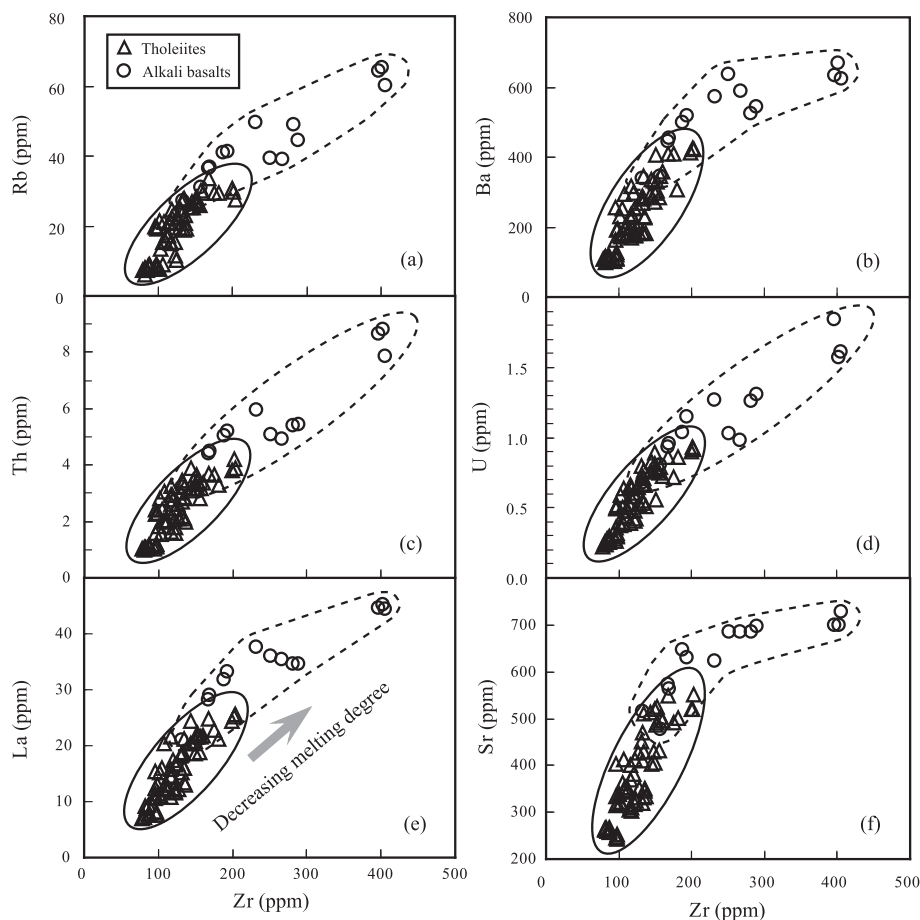 80
60
40
20
0
Rb (ppm)
Tholeiites
Alkali basalts
(a)
800
600
400
200
0
Ba (ppm)
(b)
8
6
4
2
0
Th (ppm)
(c)
1.5
1.0
0.5
0.0
U (ppm)
(d)
40
30
20
10
0
La (ppm)
Decreasing melting degree
(e)
100
200
300
400
500
Zr (ppm)
700
600
500
400
300
200
Sr (ppm)
(f)
0
100
200
300
400
500
Zr (ppm)